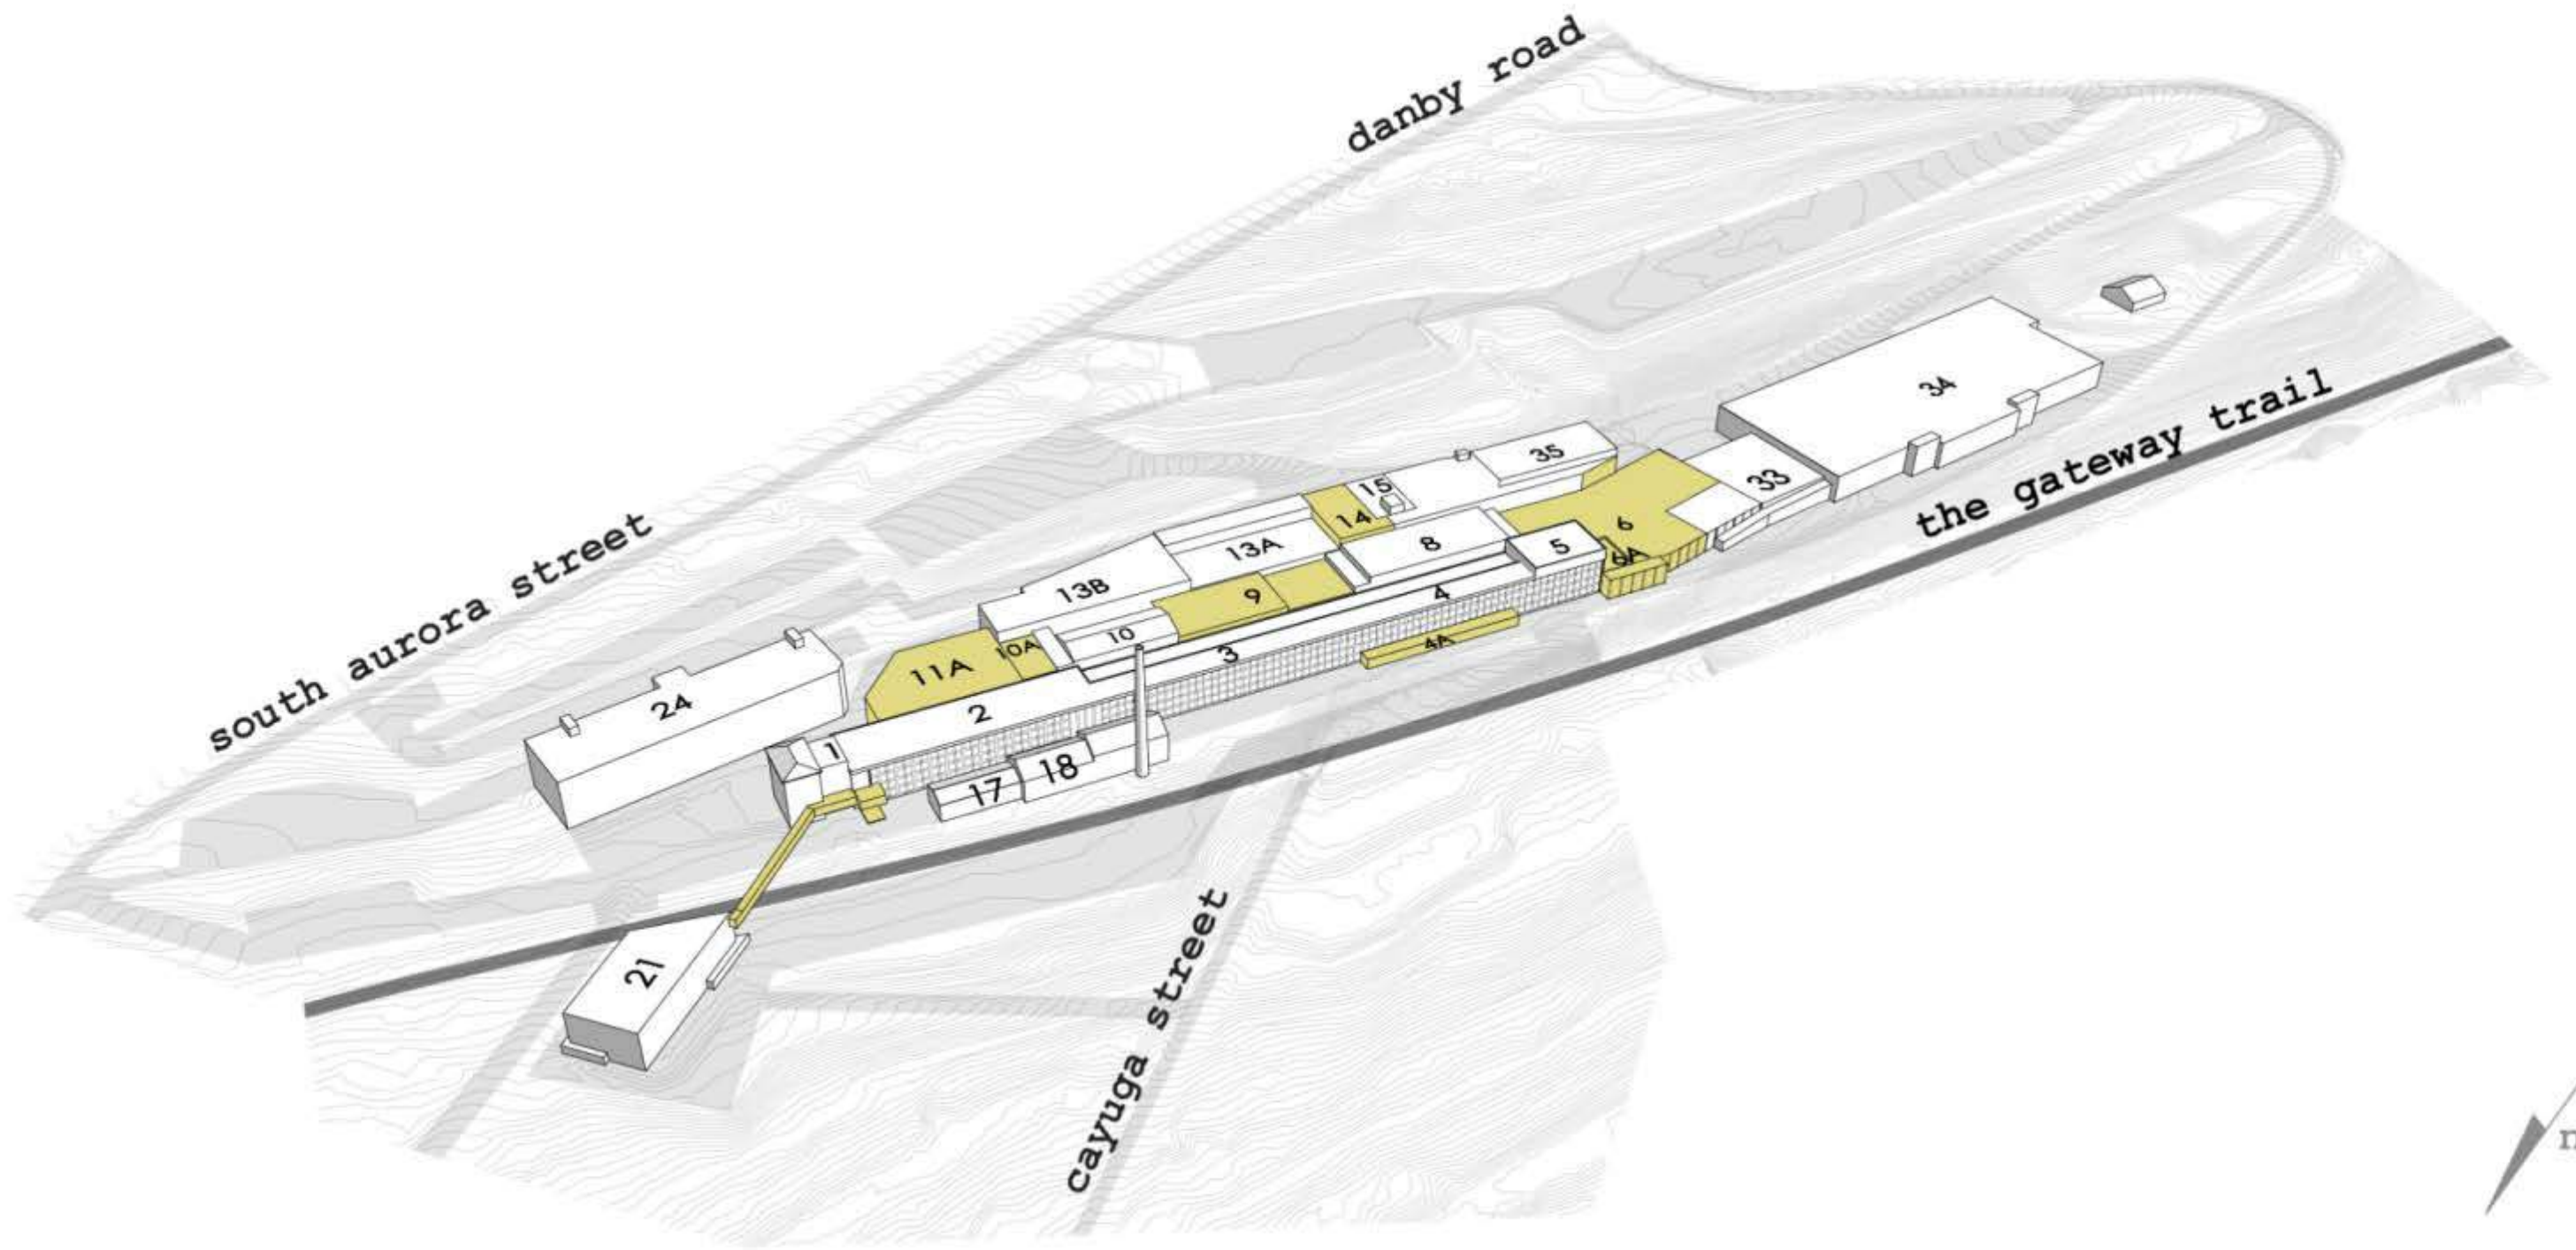 danby road
south aurora street
the gateway trail
cayuga street
34
35
33
15
14
6
6A
13A
8
5
13B
9
4
10
10A
4A
11A
3
24
2
1
18
17
21
n